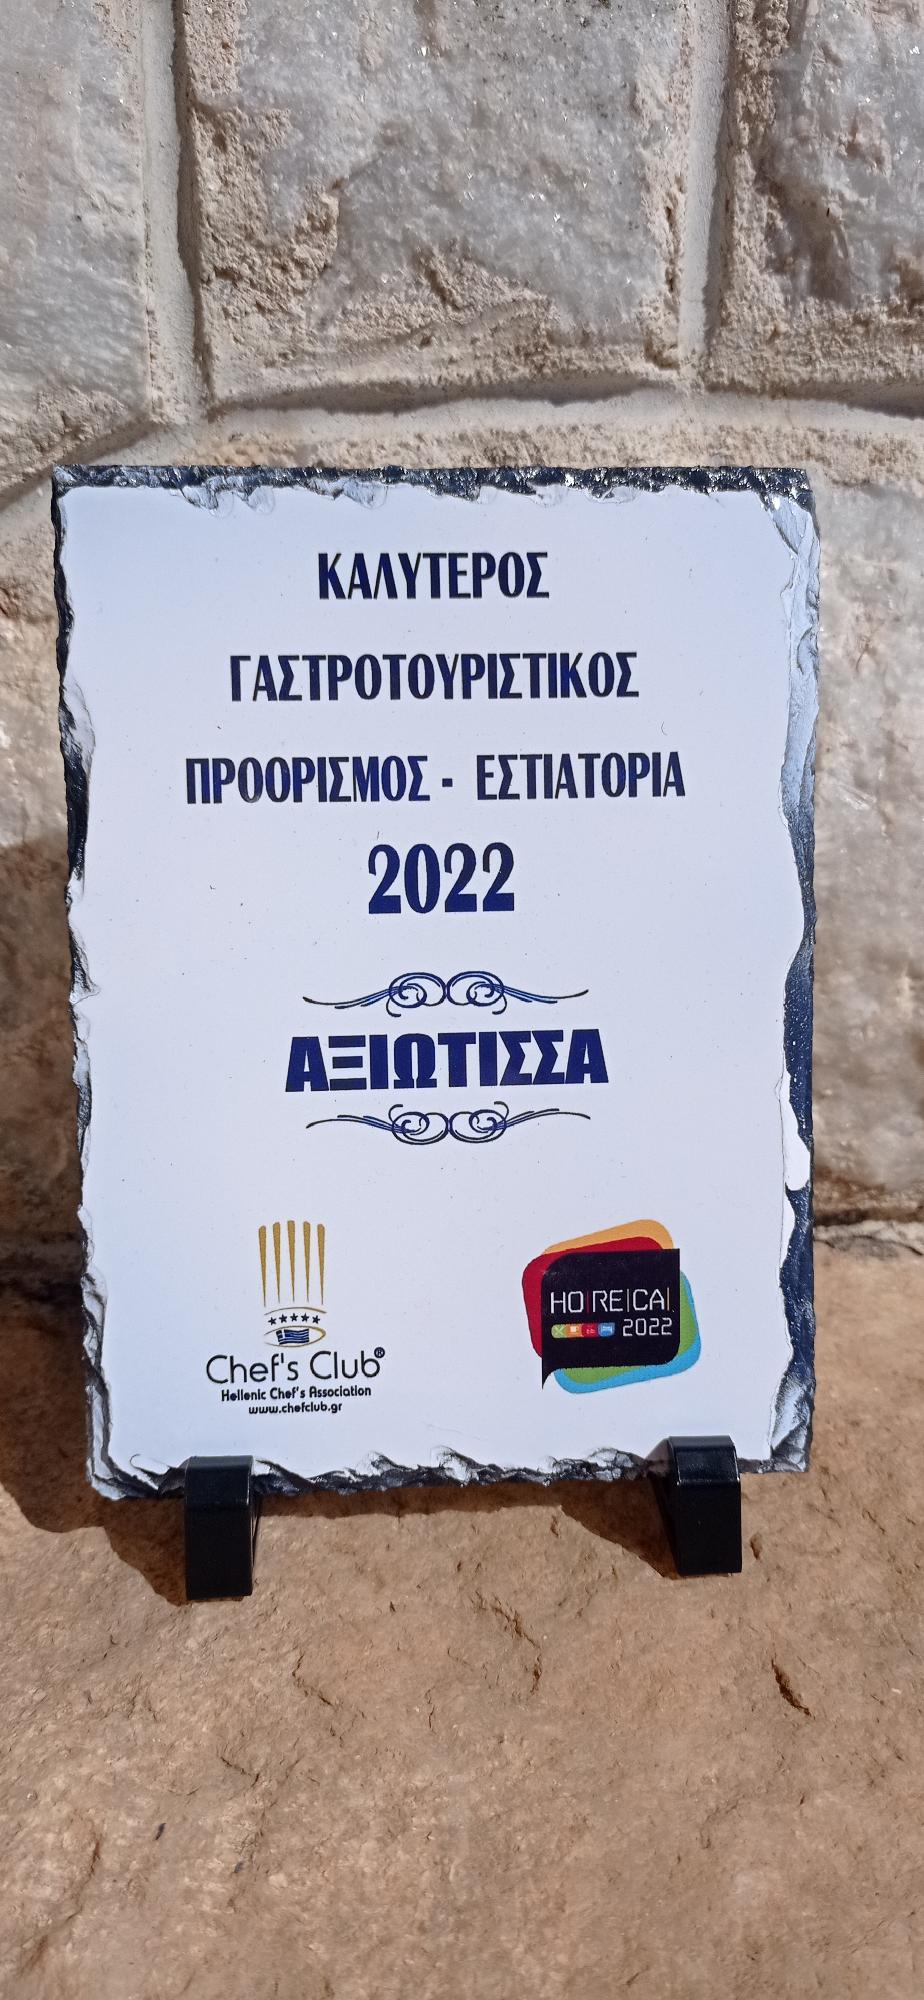 ΚΑΛΥΤΕΡΟΣ
ΓΑΣΤΡΟΤΟΥΡΙΣΤΙΚΟΣ
ΠΡΟΟΡΙΣΜΟΣ - ΕΣΤΙΑΤΟΡΙΑ
2022
ΑΞΙΩΤΙΣΣΑ
Chef's Club®
Hellenic Chef's Association
www.chefclub.gr
HO|RE|CA|
2022